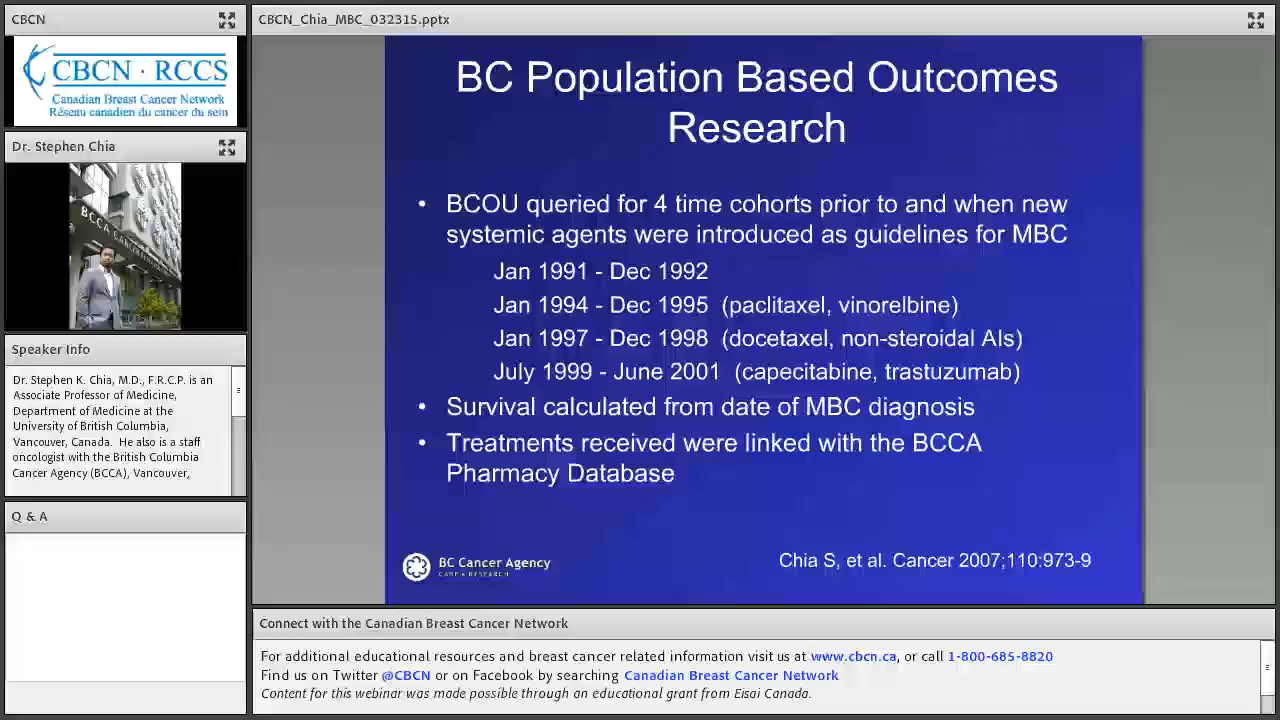 CBCN
CBCN · RCCS
Canadian Breast Cancer Network
Réseau canadien du cancer du sein
Dr. Stephen Chia
BCCA CANCER
Speaker Info
Dr. Stephen K. Chia, M.D., F.R.C.P. is an
Associate Professor of Medicine,
Department of Medicine at the
University of British Columbia,
Vancouver, Canada. He also is a staff
oncologist with the British Columbia
Cancer Agency (BCCA), Vancouver,
Q & A
CBCN_Chia_MBC_032315.pptx
BC Population Based Outcomes
Research
• BCOU queried for 4 time cohorts prior to and when new
systemic agents were introduced as guidelines for MBC
Jan 1991 - Dec 1992
Jan 1994 - Dec 1995 (paclitaxel, vinorelbine)
Jan 1997 - Dec 1998 (docetaxel, non-steroidal AIs)
July 1999 - June 2001 (capecitabine, trastuzumab)
• Survival calculated from date of MBC diagnosis
• Treatments received were linked with the BCCA
Pharmacy Database
BC Cancer Agency
CARE & RESEARCH
Chia S, et al. Cancer 2007;110:973-9
Connect with the Canadian Breast Cancer Network
For additional educational resources and breast cancer related information visit us at www.cbcn.ca, or call 1-800-685-8820
Find us on Twitter @CBCN or on Facebook by searching Canadian Breast Cancer Network
Content for this webinar was made possible through an educational grant from Eisai Canada.